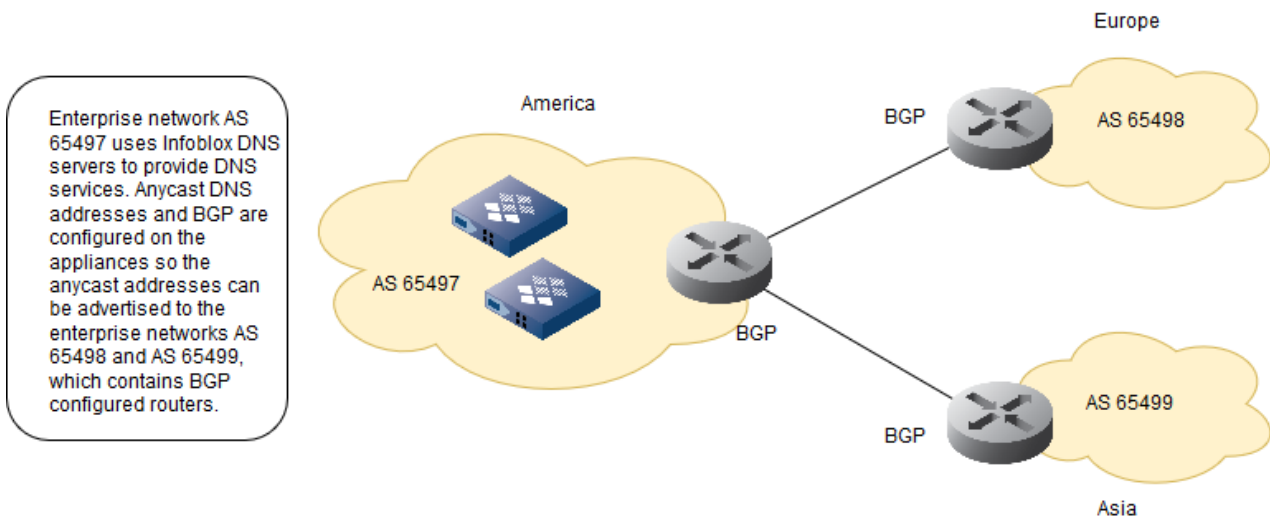 Europe
America
Enterprise network AS
65497 uses Infoblox DNS
servers to provide DNS
services. Anycast DNS
addresses and BGP are
configured on the
appliances so the
anycast addresses can
be advertised to the
enterprise networks AS
65498 and AS 65499,
which contains BGP
configured routers.
BGP
AS 65498
AS 65497
BGP
AS 65499
BGP
Asia